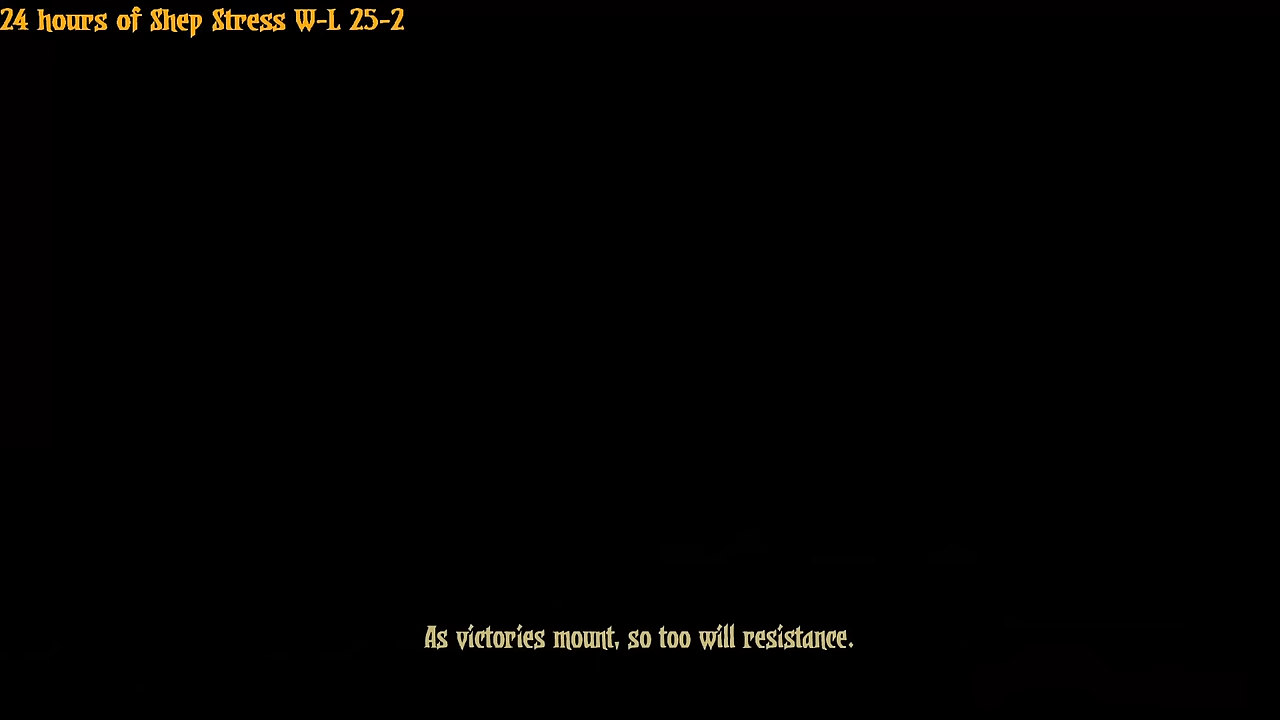 24 hours of Shep Stress W-L 25-2
As victories mount, so too will resistance.